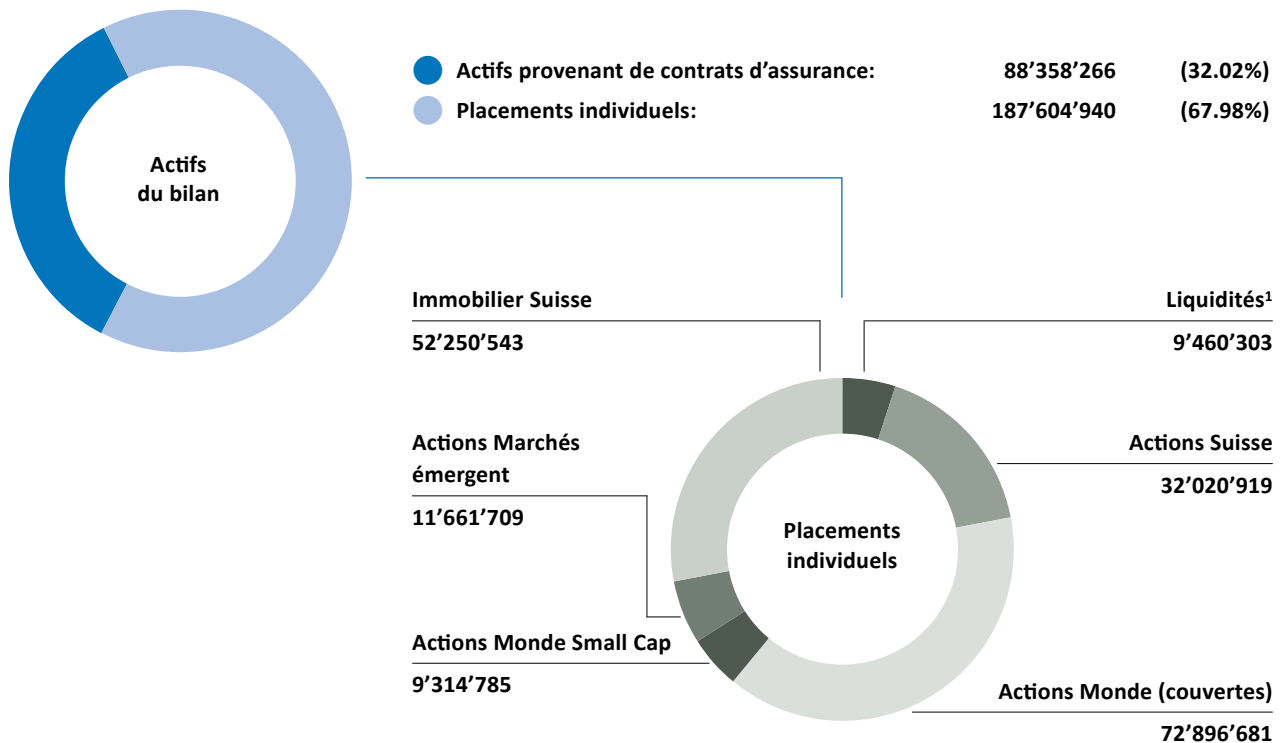 Actifs
du bilan
Actifs provenant de contrats d’assurance: 88’358’266 (32.02%)
Placements individuels: 187’604’940 (67.98%)
Immobilier Suisse
52’250’543
Liquidités¹
9’460’303
Actions Marchés
émergent
11’661’709
Actions Suisse
32’020’919
Placements
individuels
Actions Monde Small Cap
9’314’785
Actions Monde (couvertes)
72’896’681